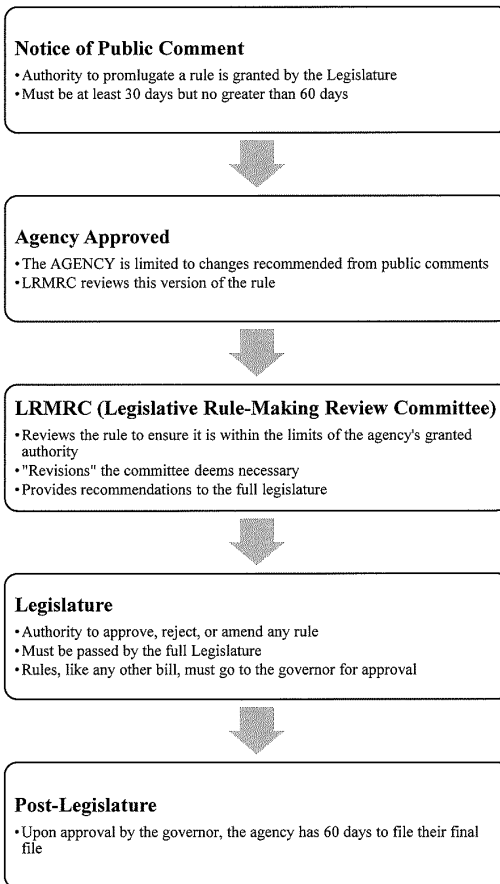 Notice of Public Comment
• Authority to promlugate a rule is granted by the Legislature
• Must be at least 30 days but no greater than 60 days
Agency Approved
• The AGENCY is limited to changes recommended from public comments
• LRMRC reviews this version of the rule
LRMRC (Legislative Rule-Making Review Committee)
• Reviews the rule to ensure it is within the limits of the agency's granted
authority
• "Revisions" the committee deems necessary
• Provides recommendations to the full legislature
Legislature
• Authority to approve, reject, or amend any rule
• Must be passed by the full Legislature
• Rules, like any other bill, must go to the governor for approval
Post-Legislature
• Upon approval by the governor, the agency has 60 days to file their final
file